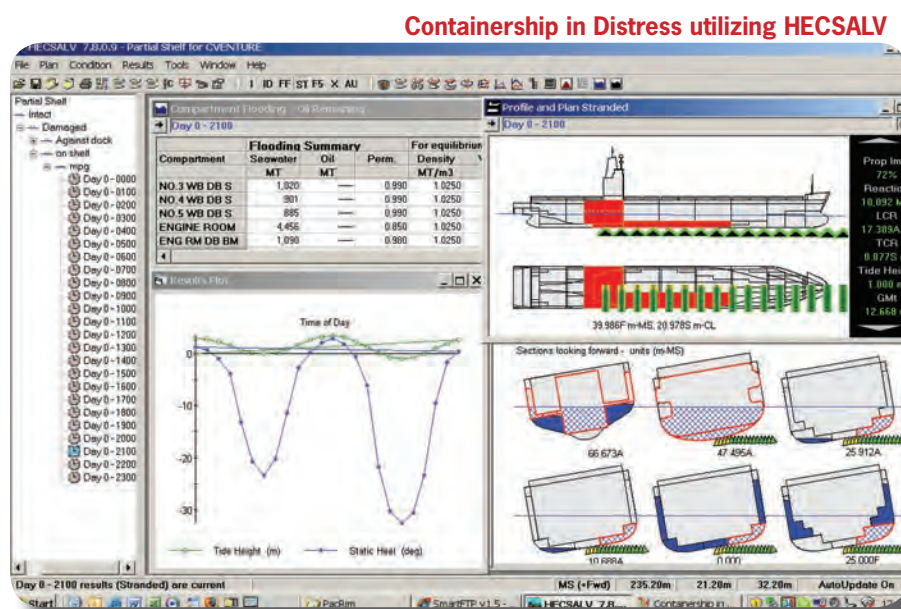 Containership in Distress utilizing HECSALV
HECSALV 7.8.0.9 - Partial Shelf for CVENTURE
File Plan Condition Results Tools Window Help
I ID FF ST F5 X AU
Partial Shelf
Intact
Damaged
Against dock
on shelf
mpg
Day 0-0000
Day 0-0100
Day 0-0200
Day 0-0300
Day 0-0400
Day 0-0500
Day 0-0600
Day 0-0700
Day 0-0800
Day 0-0900
Day 0-1000
Day 0-1100
Day 0-1200
Day 0-1300
Day 0-1400
Day 0-1500
Day 0-1600
Day 0-1700
Day 0-1800
Day 0-1900
Day 0-2000
Day 0-2100
Day 0-2200
Day 0-2300
Compartment Flooding - Oil Remaining
Day 0 - 2100
Flooding Summary For equilibrium
Compartment Seawater Oil Perm. Density
MT MT MT/m3
NO.3 WB DB S 1,020 — 0.990 1.0250
NO.4 WB DB S 901 — 0.990 1.0250
NO.5 WB DB S 885 — 0.990 1.0250
ENGINE ROOM 4,456 — 0.850 1.0250
ENG RM DB BM 1,090 — 0.980 1.0250
Results Plot
Time of Day
0
-10
-20
-30
Tide Height (m) Static Heel (deg)
Profile and Plan Stranded
Day 0 - 2100
39.986F m-MS, 20.978S m-CL
Prop Im
72%
Reactio
10,092 M
LCR
17.389A
TCR
8.077S
Tide Hei
1.000
GMt
12.668
Sections looking forward - units (m-MS)
66.673A 47.495A 25.912A
10.688A 0.000 25.000F
Day 0 - 2100 results (Stranded) are current MS (+Fwd) 235.20m 21.20m 32.20m AutoUpdate On
Start PacRim SmartFTP v1.5 - HECSALV 7.8... Containership in